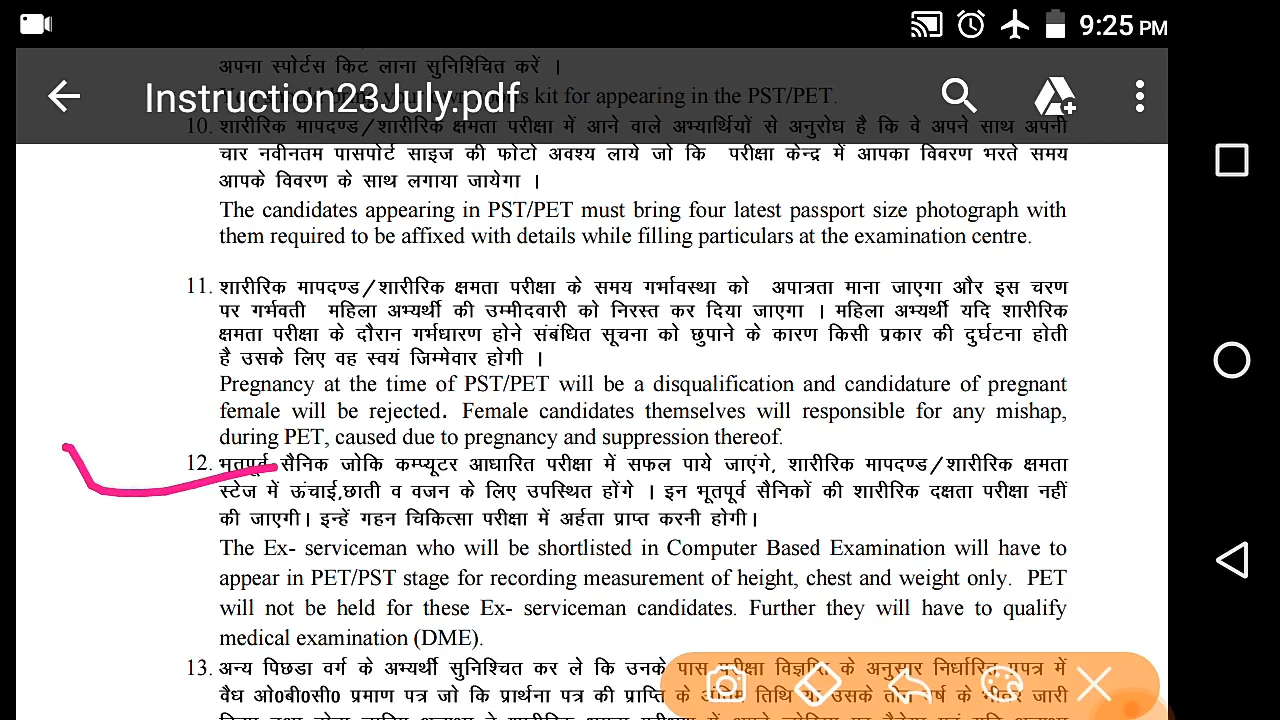 9:25 PM
अपना स्पोर्टस किट लाना सुनिश्चित करें ।
Instruction23July.pdf
kit for appearing in the PST/PET.
10. शारीरिक मापदण्ड/शारीरिक क्षमता परीक्षा में आने वाले अभ्यार्थियों से अनुरोध है कि वे अपने साथ अपनी
चार नवीनतम पासपोर्ट साइज की फोटो अवश्य लाये जो कि परीक्षा केन्द्र में आपका विवरण भरते समय
आपके विवरण के साथ लगाया जायेगा ।
The candidates appearing in PST/PET must bring four latest passport size photograph with
them required to be affixed with details while filling particulars at the examination centre.
11. शारीरिक मापदण्ड/शारीरिक क्षमता परीक्षा के समय गर्भावस्था को अपात्रता माना जाएगा और इस चरण
पर गर्भवती महिला अभ्यर्थी की उम्मीदवारी को निरस्त कर दिया जाएगा । महिला अभ्यर्थी यदि शारीरिक
क्षमता परीक्षा के दौरान गर्भधारण होने संबंधित सूचना को छुपाने के कारण किसी प्रकार की दुर्घटना होती
है उसके लिए वह स्वयं जिम्मेवार होगी ।
Pregnancy at the time of PST/PET will be a disqualification and candidature of pregnant
female will be rejected. Female candidates themselves will responsible for any mishap,
during PET, caused due to pregnancy and suppression thereof.
12. भूतपूर्व सैनिक जोकि कम्प्यूटर आधारित परीक्षा में सफल पाये जाएंगे, शारीरिक मापदण्ड/शारीरिक क्षमता
स्टेज में ऊंचाई,छाती व वजन के लिए उपस्थित होंगे । इन भूतपूर्व सैनिकों की शारीरिक दक्षता परीक्षा नहीं
की जाएगी। इन्हें गहन चिकित्सा परीक्षा में अर्हता प्राप्त करनी होगी।
The Ex- serviceman who will be shortlisted in Computer Based Examination will have to
appear in PET/PST stage for recording measurement of height, chest and weight only. PET
will not be held for these Ex- serviceman candidates. Further they will have to qualify
medical examination (DME).
13. अन्य पिछडा वर्ग के अभ्यर्थी सुनिश्चित कर ले कि उनके पास परीक्षा विज्ञप्ति के अनुसार निर्धारित प्रपत्र में
वैध ओ0बी0सी0 प्रमाण पत्र जो कि प्रार्थना पत्र की प्राप्ति के तिथि या उसके तीन वर्ष के भीतर जारी